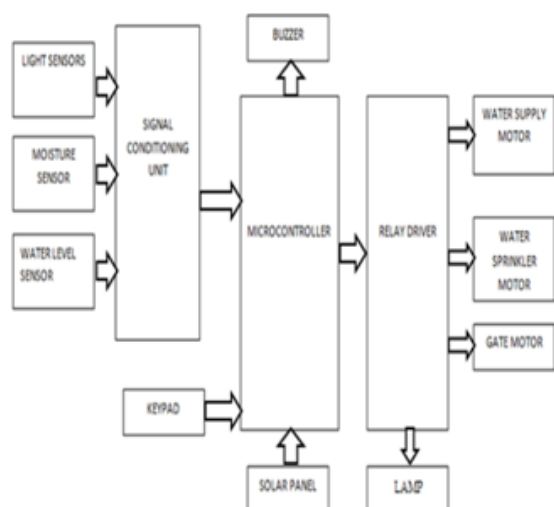 BUZZER
LIGHT SENSORS
SIGNAL
CONDITIONING
UNIT
MOISTURE
SENSOR
WATER LEVEL
SENSOR
KEYPAD
MICROCONTROLLER
SOLAR PANEL
RELAY DRIVER
LAMP
WATER SUPPLY
MOTOR
WATER
SPRINKLER
MOTOR
GATE MOTOR